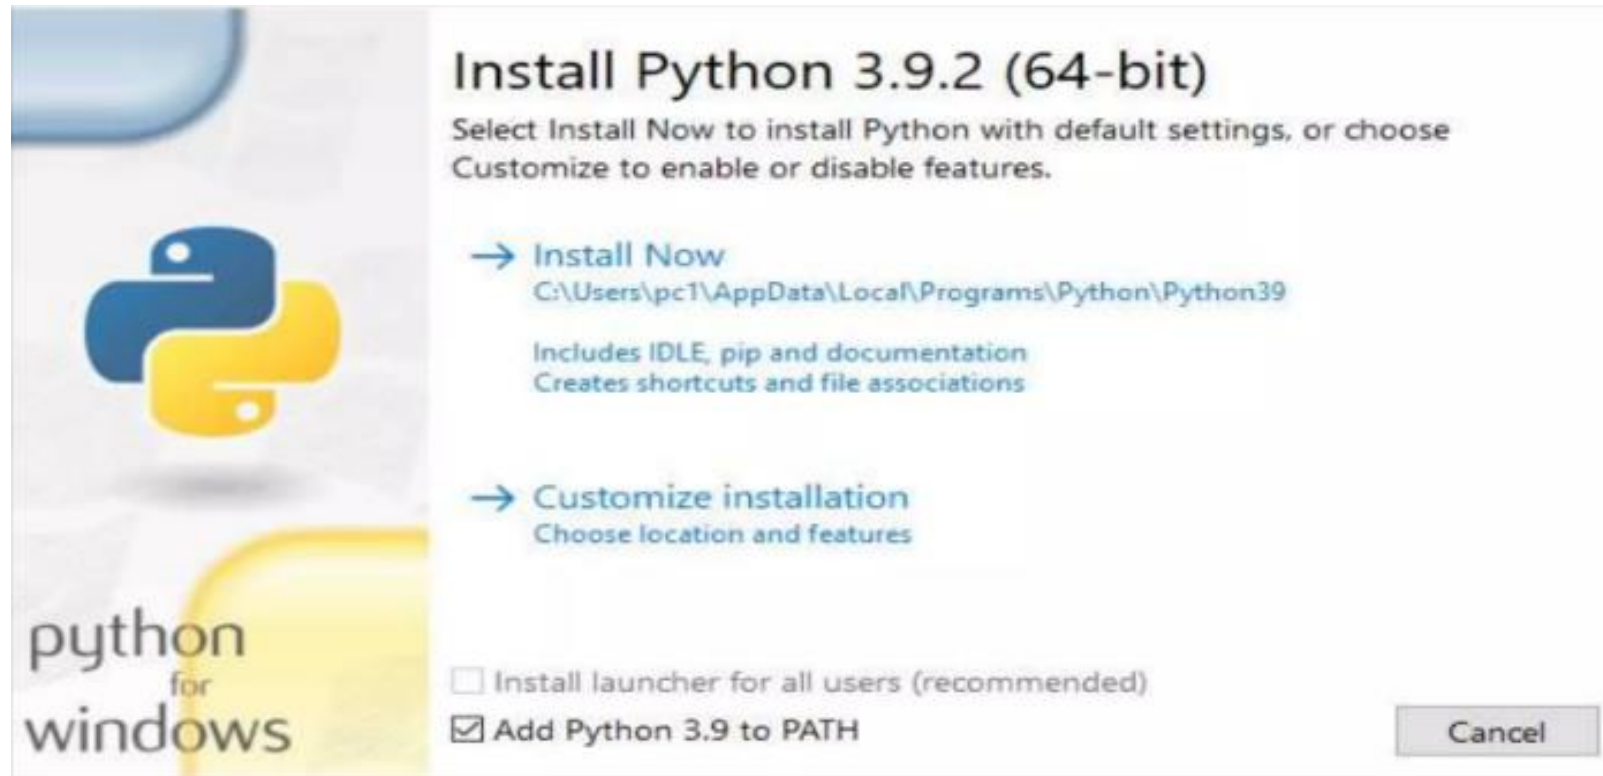 Install Python 3.9.2 (64-bit)
Select Install Now to install Python with default settings, or choose
Customize to enable or disable features.
Install Now
C:\Users\pc1\AppData\Local\Programs\Python\Python39
Includes IDLE, pip and documentation
Creates shortcuts and file associations
Customize installation
Choose location and features
python
for
windows
Install launcher for all users (recommended)
Add Python 3.9 to PATH
Cancel